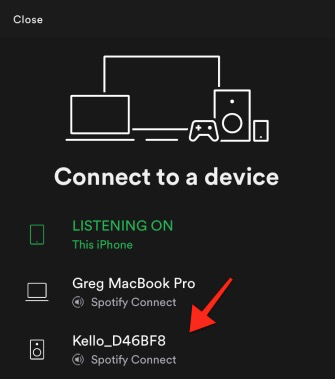 Close
Connect to a device
LISTENING ON
This iPhone
Greg MacBook Pro
Spotify Connect
Kello_D46BF8
Spotify Connect